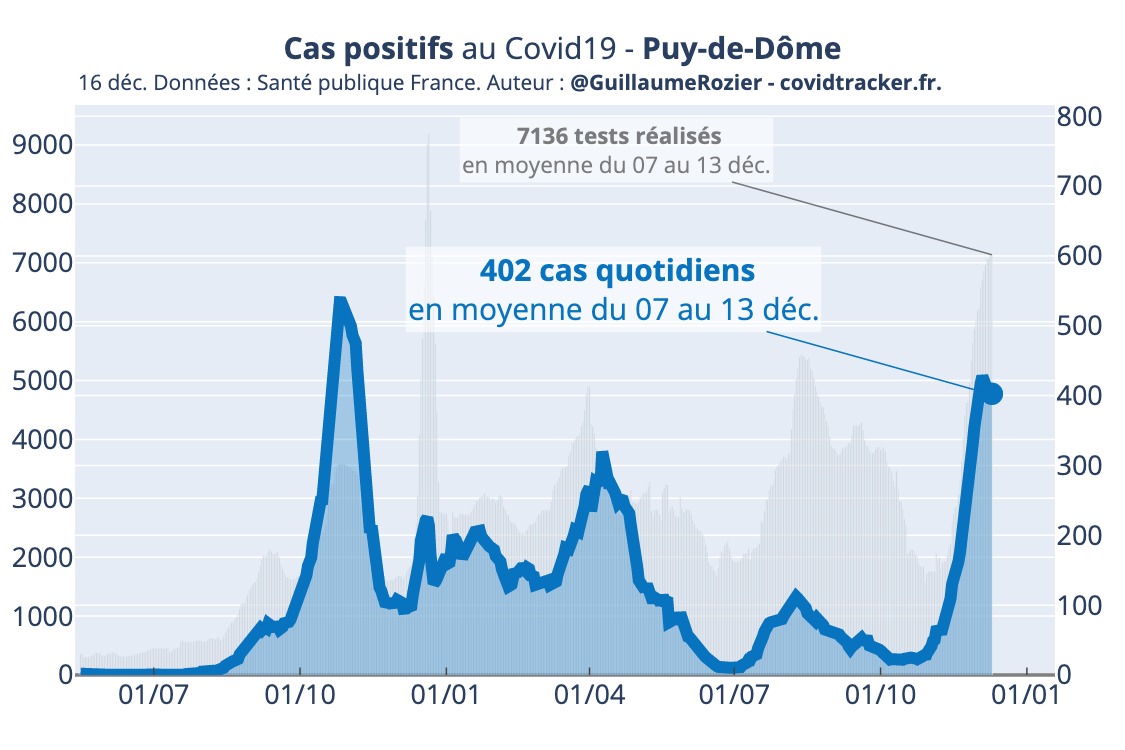 Cas positifs au Covid19 - Puy-de-Dôme
16 déc. Données : Santé publique France. Auteur : @GuillaumeRozier - covidtracker.fr.
7136 tests réalisés
en moyenne du 07 au 13 déc.
402 cas quotidiens
en moyenne du 07 au 13 déc.
9000
8000
7000
6000
5000
4000
3000
2000
1000
0
800
700
600
500
400
300
200
100
0
01/07 01/10 01/01 01/04 01/07 01/10 01/01